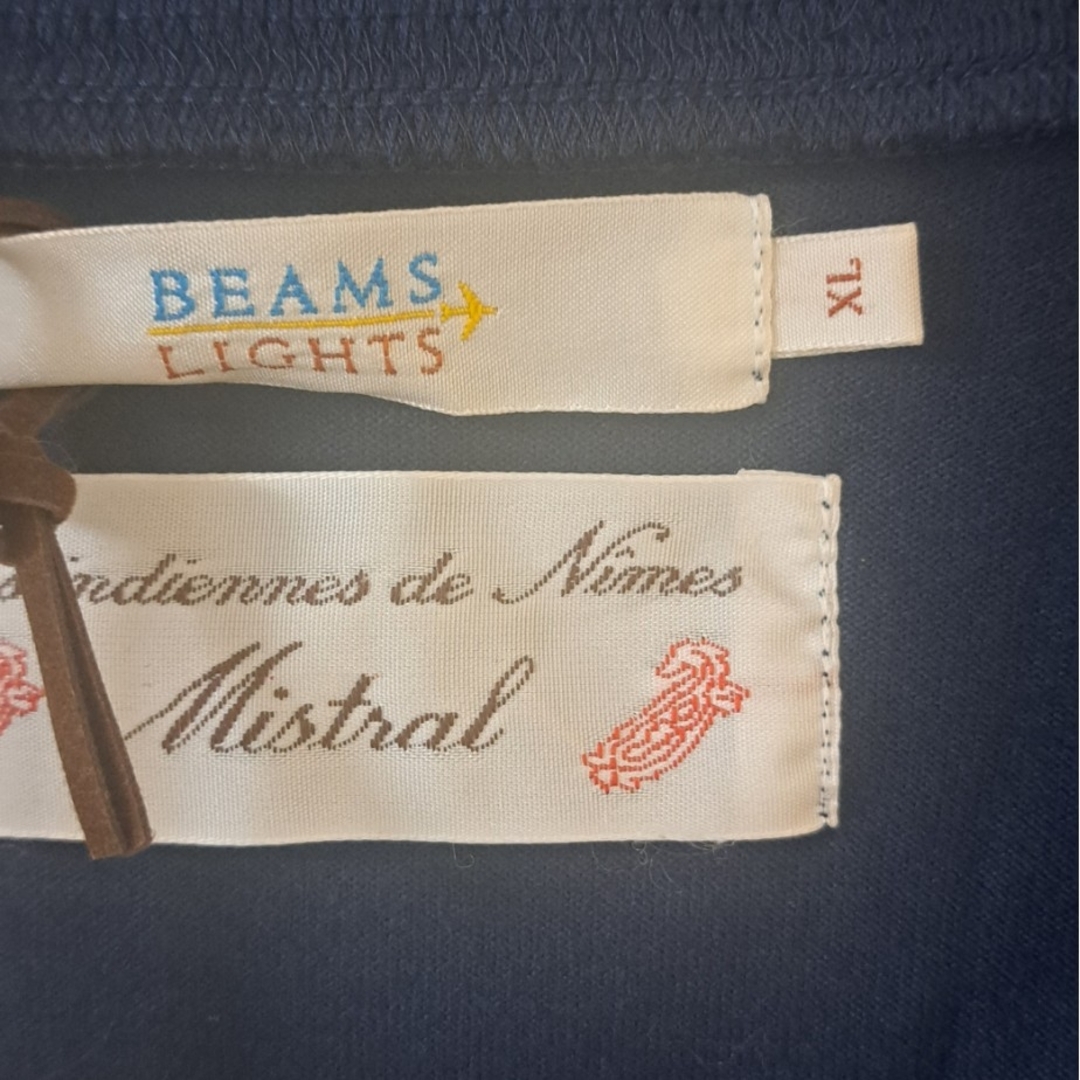 BEAMS
LIGHTS
XL
indiennes de Nîmes
Mistral